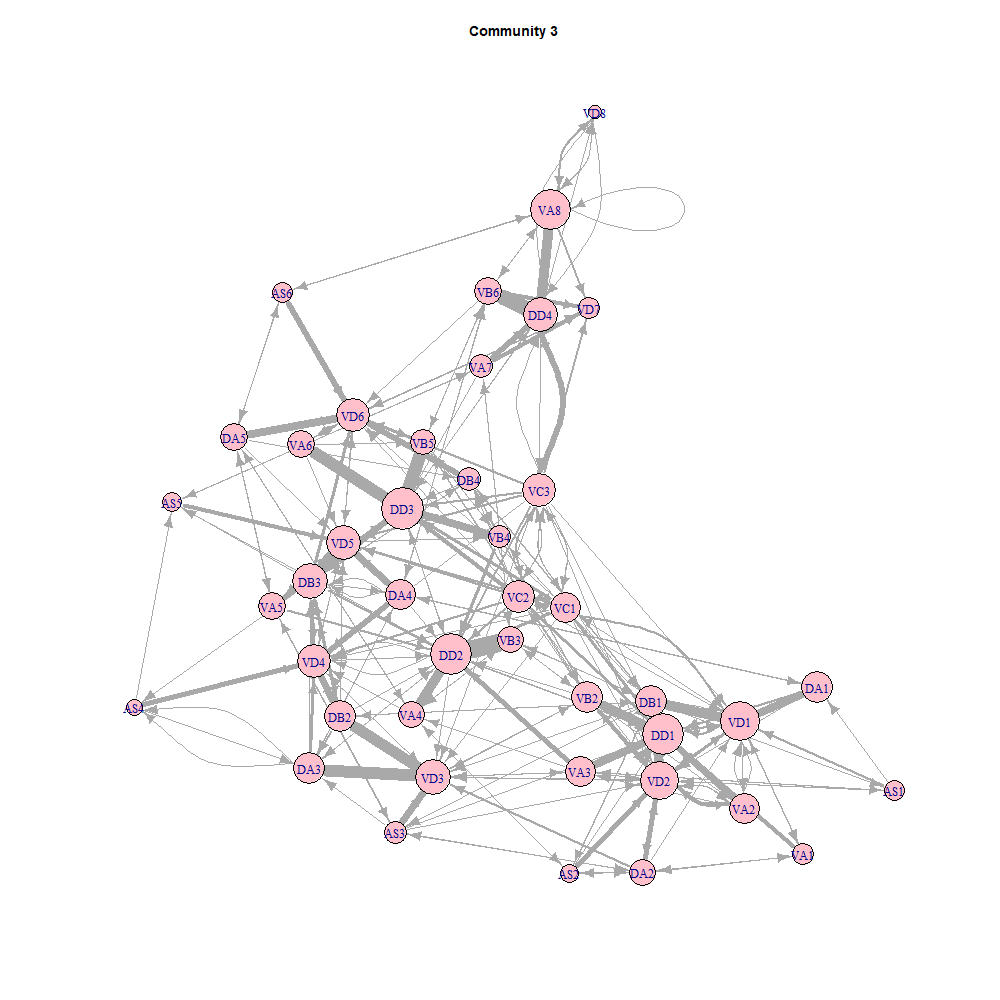 Community 3
VD8
VA8
AS6
VB6
VD7
DD4
VA7
VD6
DA5
VA6
VB5
DB4
VC3
AS5
DD3
VB4
VD5
DB3
DA4
VA5
VC2
VC1
VB3
DD2
VD4
DA1
VB2
DB1
AS4
DB2
VA4
VD1
DD1
DA3
VD3
VA3
VD2
AS1
VA2
AS3
VA1
AS2
DA2